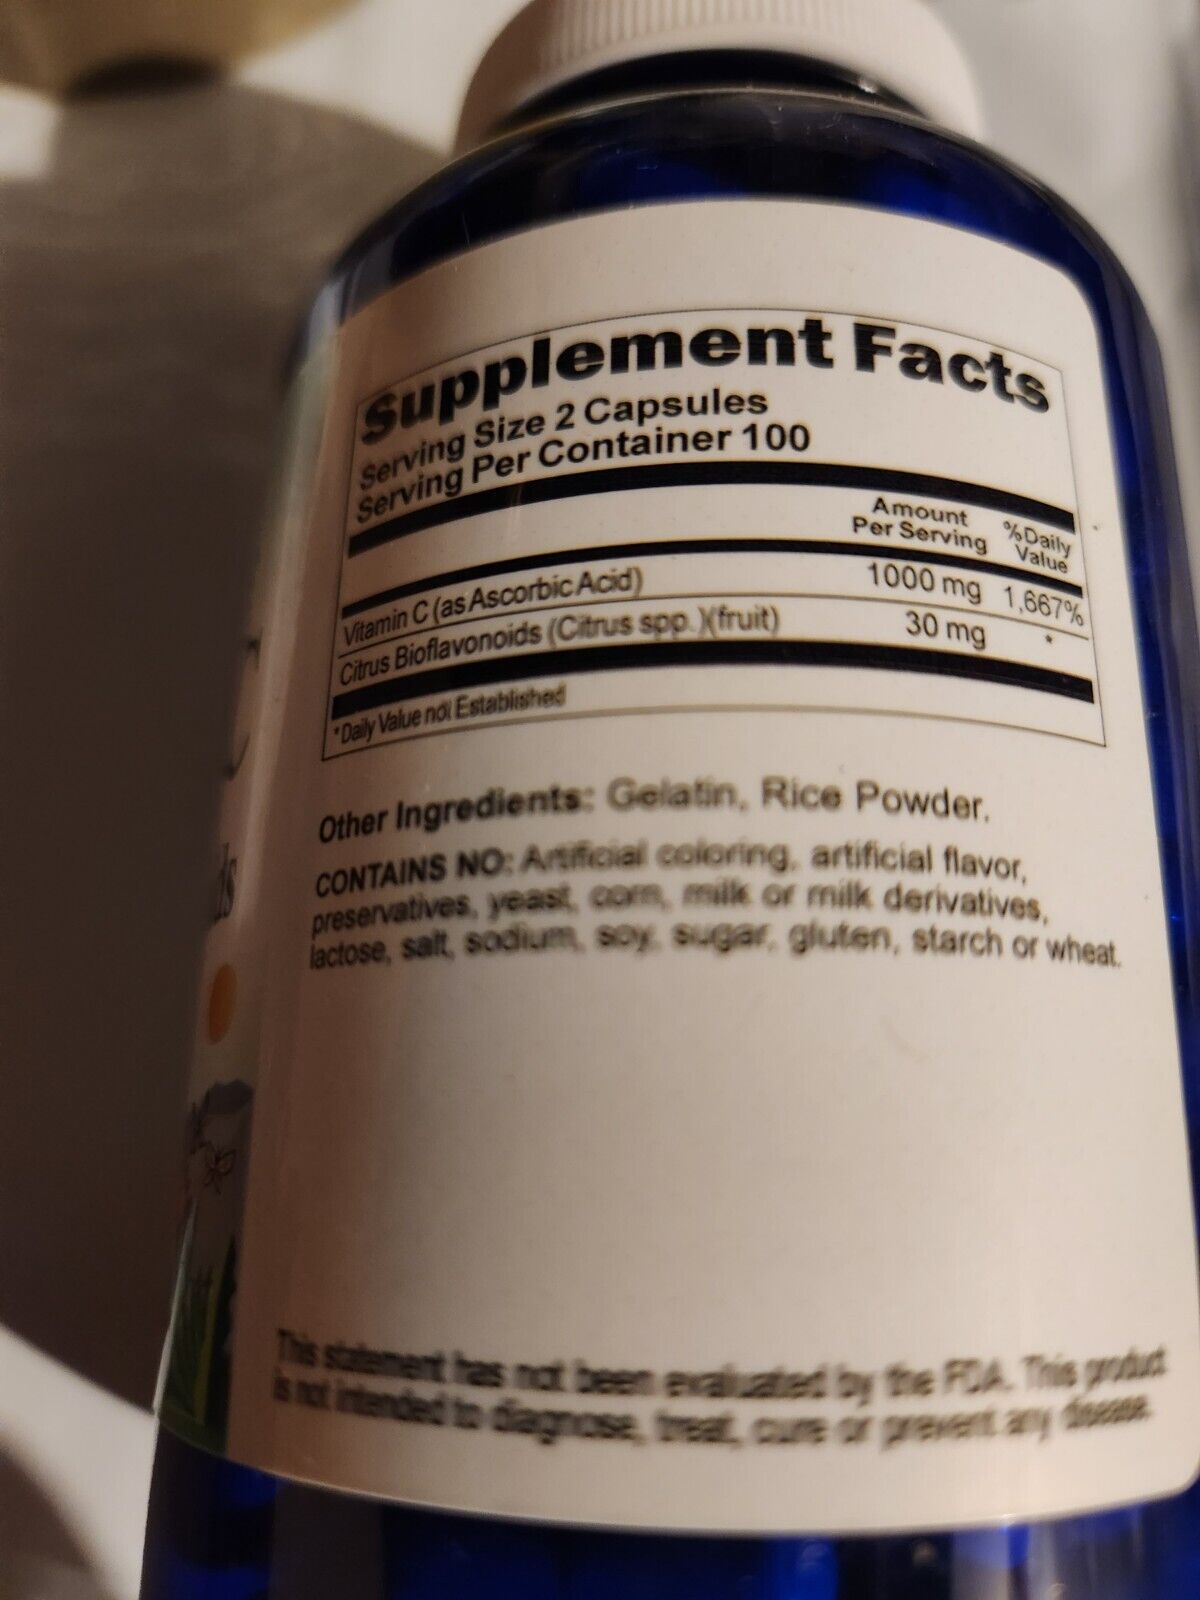 Supplement Facts
Serving Size 2 Capsules
Serving Per Container 100
Amount Per Serving %Daily Value
Vitamin C (as Ascorbic Acid) 1000 mg 1,667%
Citrus Bioflavonoids (Citrus spp.)(fruit) 30 mg *
*Daily Value not Established
Other Ingredients: Gelatin, Rice Powder.
CONTAINS NO: Artificial coloring, artificial flavor,
preservatives, yeast, corn, milk or milk derivatives,
lactose, salt, sodium, soy, sugar, gluten, starch or wheat.
This statement has not been evaluated by the FDA. This product
is not intended to diagnose, treat, cure or prevent any disease.
C
ds